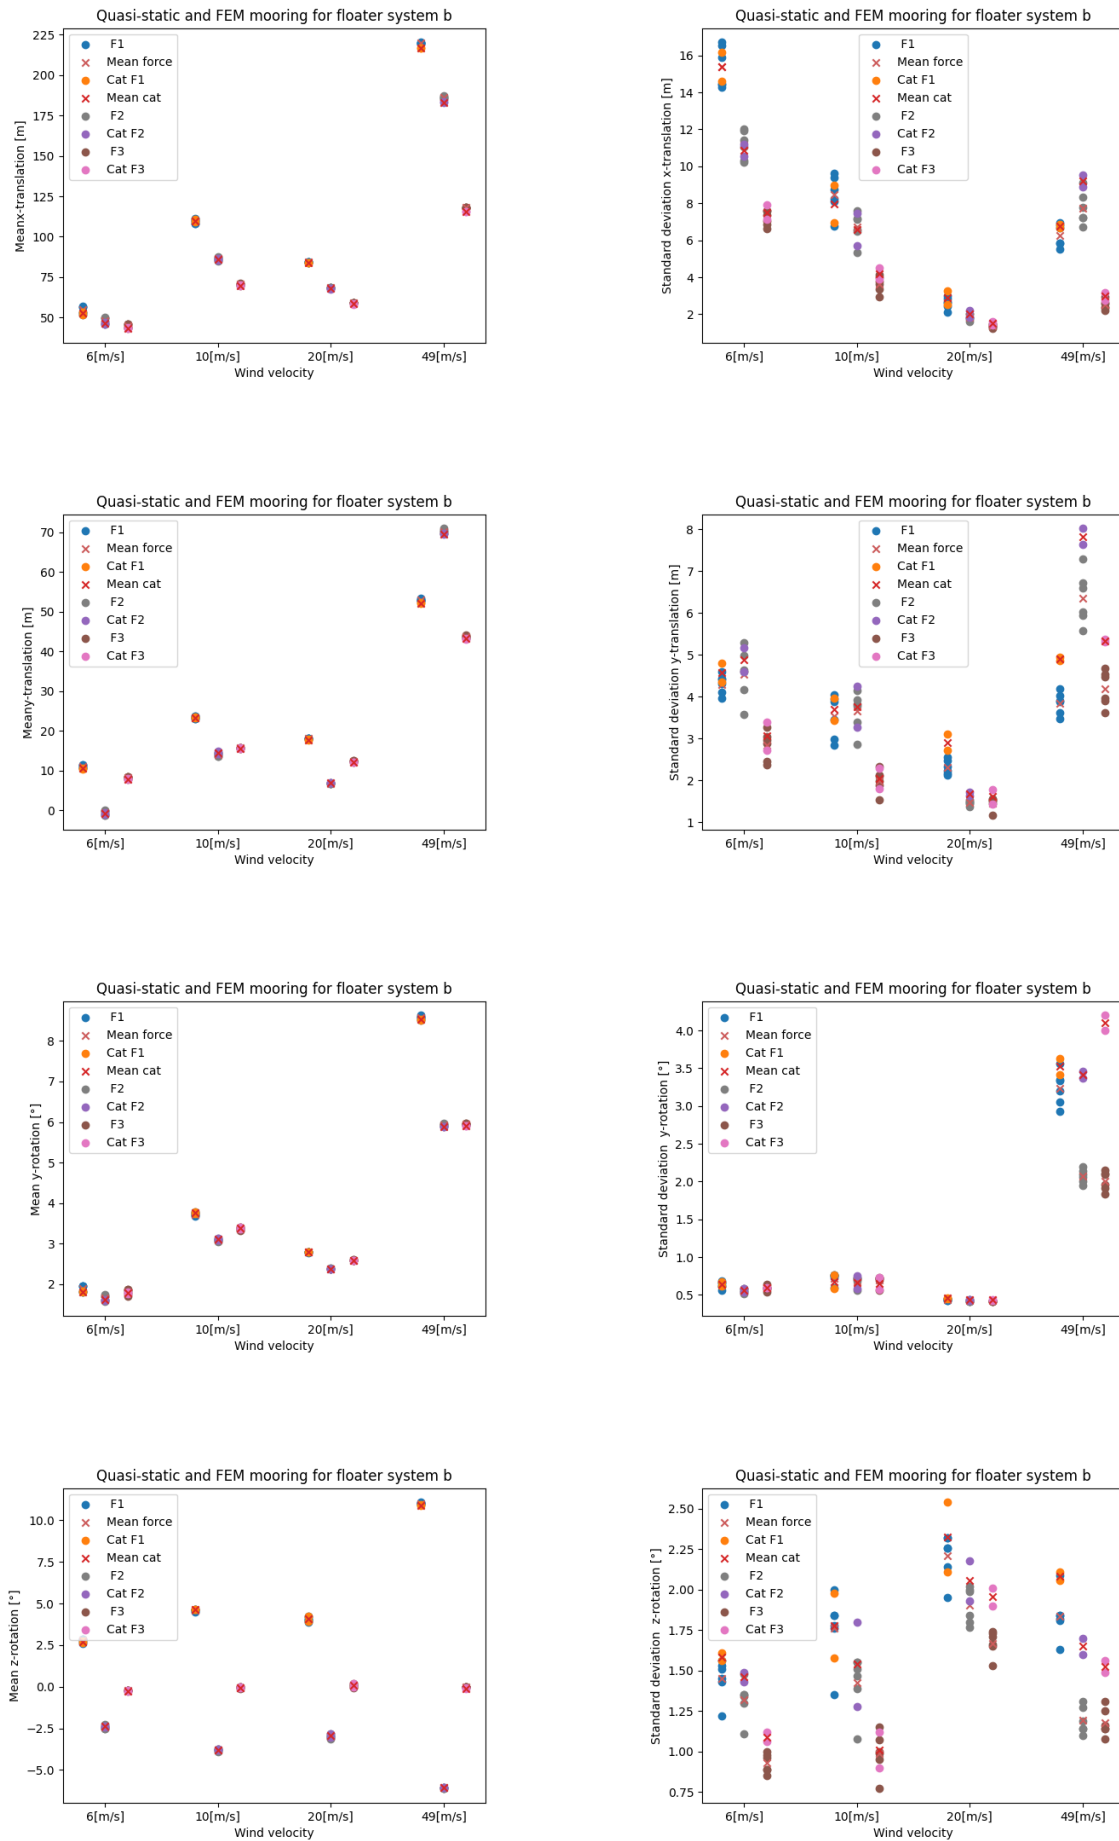 Quasi-static and FEM mooring for floater system b
225
200
175
150
125
100
75
50
Meanx-translation [m]
F1
Mean force
Cat F1
Mean cat
F2
Cat F2
F3
Cat F3
6[m/s]
10[m/s]
20[m/s]
49[m/s]
Wind velocity
Quasi-static and FEM mooring for floater system b
16
14
12
10
8
6
4
2
Standard deviation x-translation [m]
F1
Mean force
Cat F1
Mean cat
F2
Cat F2
F3
Cat F3
6[m/s]
10[m/s]
20[m/s]
49[m/s]
Wind velocity
Quasi-static and FEM mooring for floater system b
70
60
50
40
30
20
10
0
Meany-translation [m]
F1
Mean force
Cat F1
Mean cat
F2
Cat F2
F3
Cat F3
6[m/s]
10[m/s]
20[m/s]
49[m/s]
Wind velocity
Quasi-static and FEM mooring for floater system b
8
7
6
5
4
3
2
1
Standard deviation y-translation [m]
F1
Mean force
Cat F1
Mean cat
F2
Cat F2
F3
Cat F3
6[m/s]
10[m/s]
20[m/s]
49[m/s]
Wind velocity
Quasi-static and FEM mooring for floater system b
8
7
6
5
4
3
2
Mean y-rotation [°]
F1
Mean force
Cat F1
Mean cat
F2
Cat F2
F3
Cat F3
6[m/s]
10[m/s]
20[m/s]
49[m/s]
Wind velocity
Quasi-static and FEM mooring for floater system b
4.0
3.5
3.0
2.5
2.0
1.5
1.0
0.5
Standard deviation y-rotation [°]
F1
Mean force
Cat F1
Mean cat
F2
Cat F2
F3
Cat F3
6[m/s]
10[m/s]
20[m/s]
49[m/s]
Wind velocity
Quasi-static and FEM mooring for floater system b
10.0
7.5
5.0
2.5
0.0
−2.5
−5.0
Mean z-rotation [°]
F1
Mean force
Cat F1
Mean cat
F2
Cat F2
F3
Cat F3
6[m/s]
10[m/s]
20[m/s]
49[m/s]
Wind velocity
Quasi-static and FEM mooring for floater system b
2.50
2.25
2.00
1.75
1.50
1.25
1.00
0.75
Standard deviation z-rotation [°]
F1
Mean force
Cat F1
Mean cat
F2
Cat F2
F3
Cat F3
6[m/s]
10[m/s]
20[m/s]
49[m/s]
Wind velocity